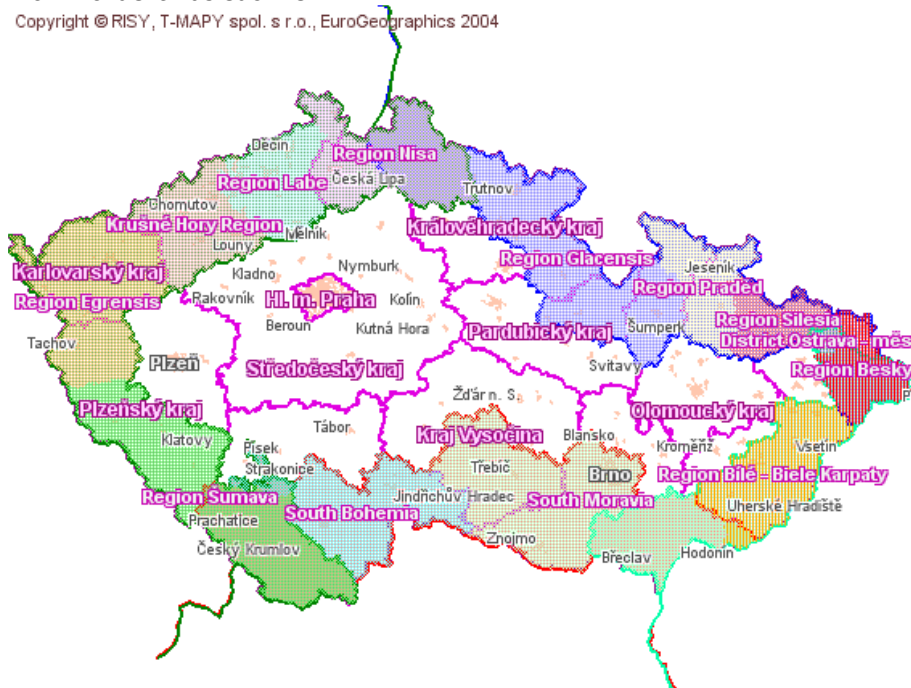 Copyright © RISY, T-MAPY spol. s r.o., EuroGeographics 2004
Děčín
Region Nisa
Region Labe
Česká Lípa
Trutnov
Chomutov
Krušné Hory Region
Královéhradecký kraj
Louny
Mělník
Karlovarský kraj
Kladno
Nymburk
Region Glacensis
Jeseník
Region Praděd
Region Egrensis
Rakovník
Hl. m. Praha
Kolín
Beroun
Kutná Hora
Pardubický kraj
Šumperk
Region Silesia
Tachov
District Ostrava - měs
Plzeň
Středočeský kraj
Svitavy
Region Besky
Žďár n. S.
P
Plzeňský kraj
Olomoucký kraj
Tábor
Kraj Vysočina
Blansko
Klatovy
Písek
Kroměříž
Vsetín
Strakonice
Třebíč
Brno
Region Bílé - Biele Karpaty
Region Sumava
Jindřichův Hradec
South Bohemia
South Moravia
Uherské Hradiště
Prachatice
Znojmo
Český Krumlov
Břeclav
Hodonín